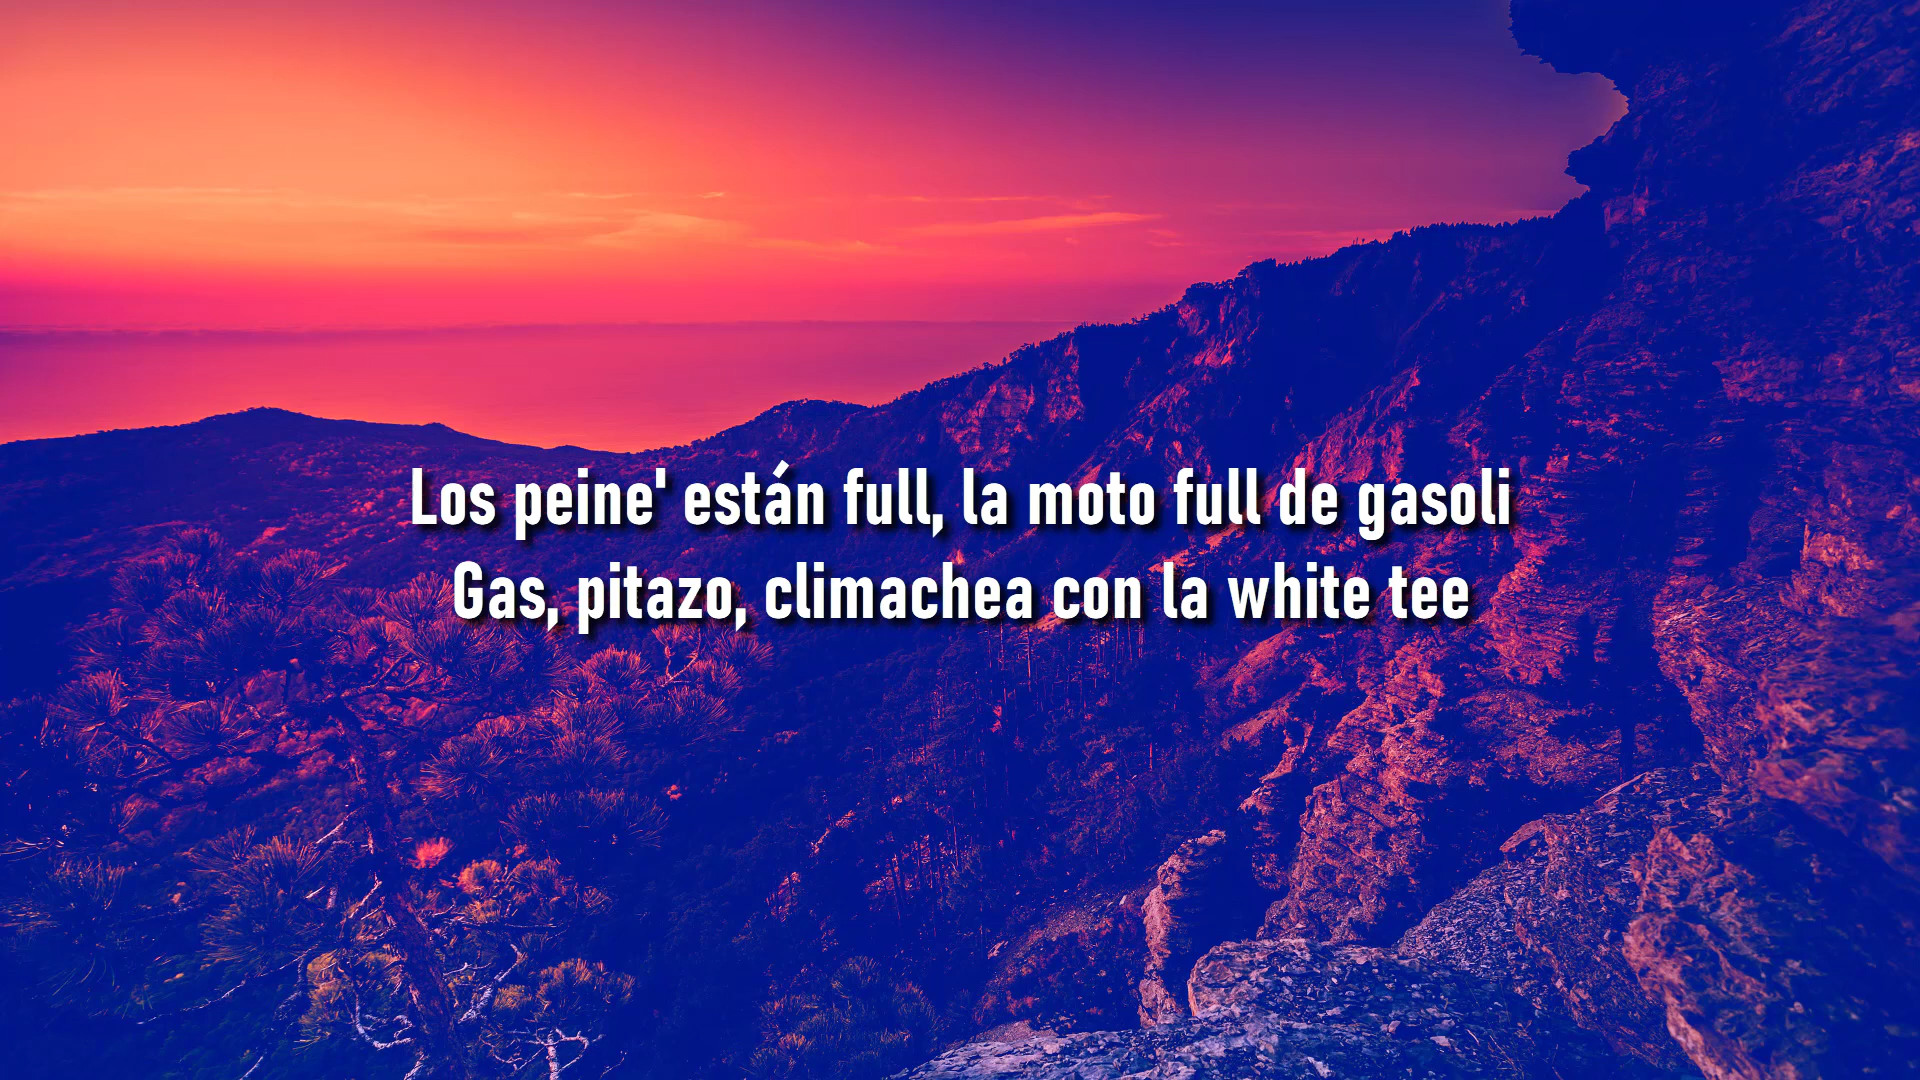 Los peine' están full, la moto full de gasoli
Gas, pitazo, climachea con la white tee